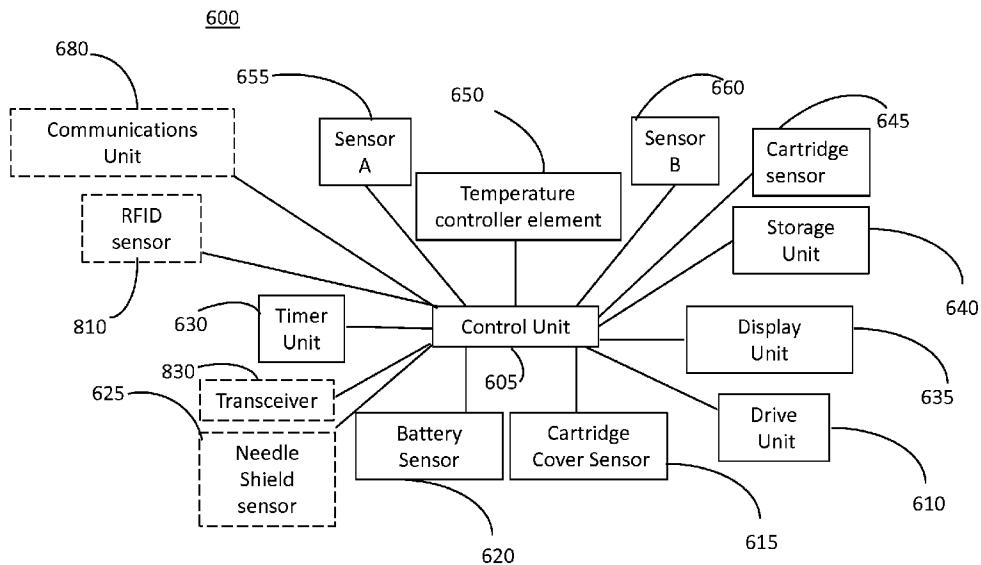 600
680
655
650
660
645
Communications
Unit
Sensor
A
Sensor
B
Cartridge
sensor
Temperature
controller element
RFID
sensor
Storage
Unit
810
630
Timer
Unit
Control Unit
Display
Unit
640
830
625
605
635
Transceiver
Needle
Shield
sensor
Battery
Sensor
Cartridge
Cover Sensor
Drive
Unit
610
620
615